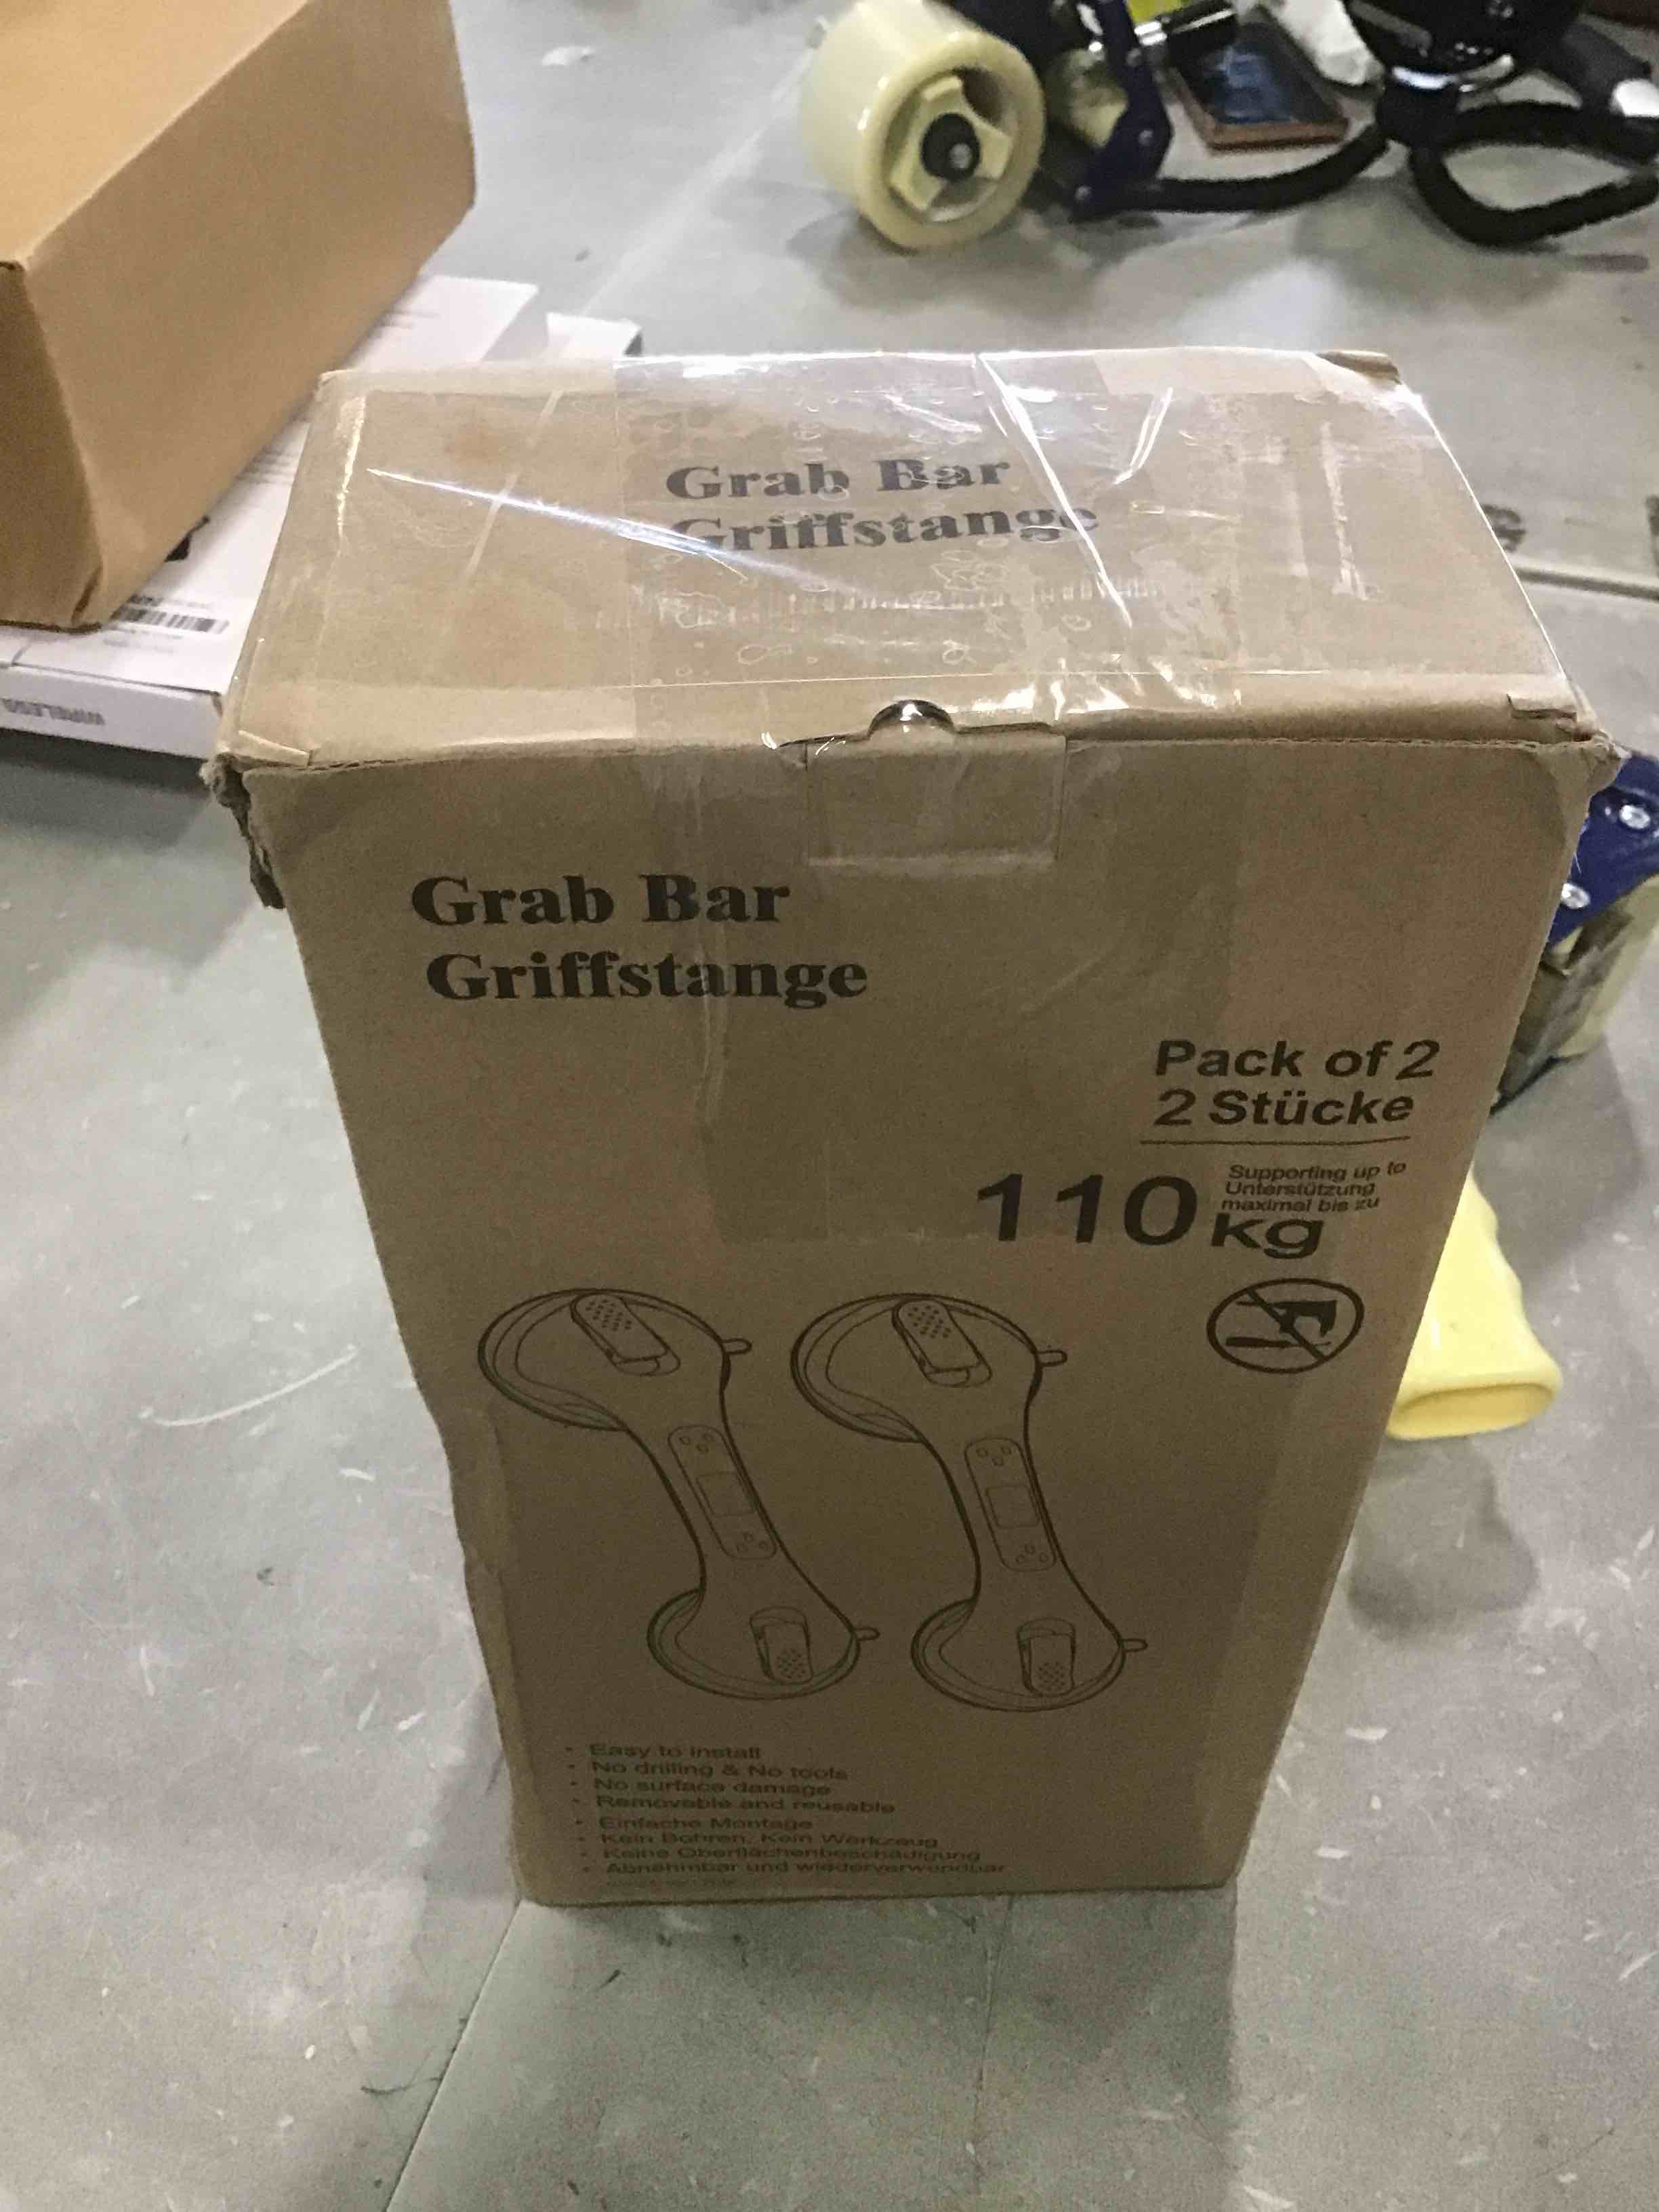 Grab Bar
Griffstange
Grab Bar
Griffstange
Pack of 2
2 Stücke
110 kg
Supporting up to
Unterstützung
maximal bis zu
• Easy to install
• No drilling & No tools
• No surface damage
• Removable and reusable
• Einfache Montage
• Kein Bohren, Kein Werkzeug
• Keine Oberflächenbeschädigung
• Abnehmbar und wiederverwendbar
WIRELESS